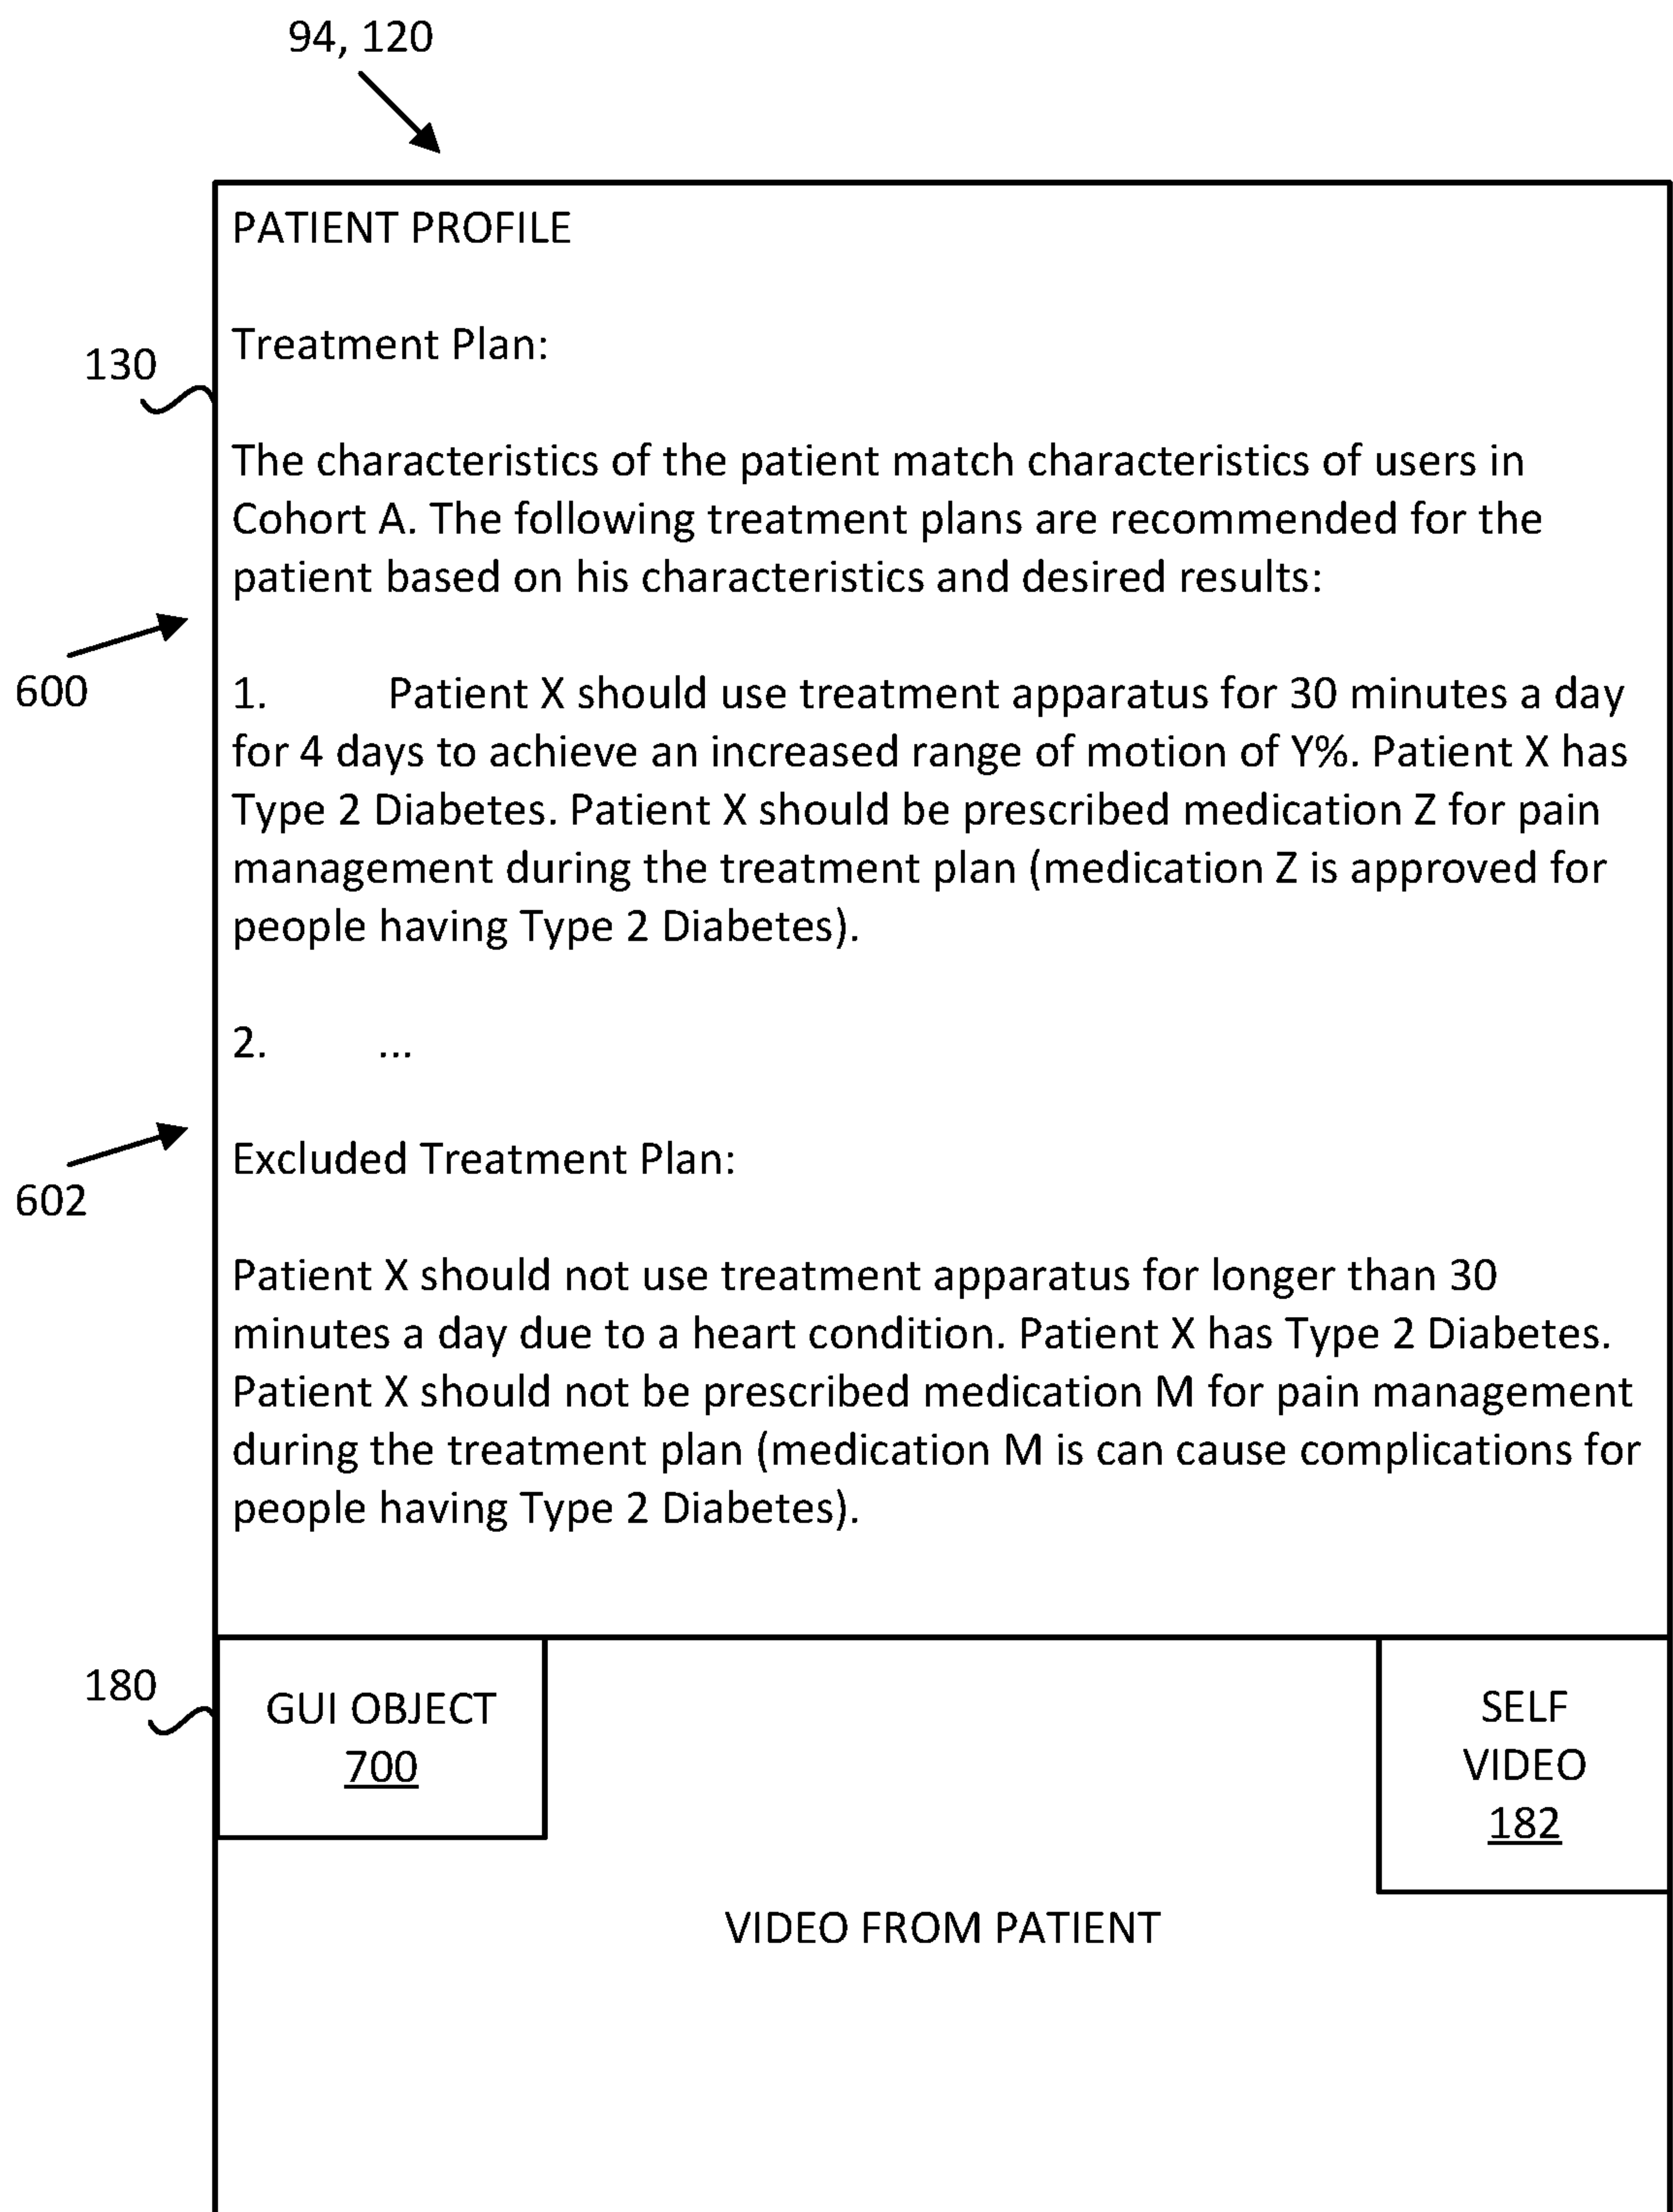 94, 120
PATIENT PROFILE
Treatment Plan:
130
The characteristics of the patient match characteristics of users in
Cohort A. The following treatment plans are recommended for the
patient based on his characteristics and desired results:
600
1. Patient X should use treatment apparatus for 30 minutes a day
for 4 days to achieve an increased range of motion of Y%. Patient X has
Type 2 Diabetes. Patient X should be prescribed medication Z for pain
management during the treatment plan (medication Z is approved for
people having Type 2 Diabetes).
2. ...
602
Excluded Treatment Plan:
Patient X should not use treatment apparatus for longer than 30
minutes a day due to a heart condition. Patient X has Type 2 Diabetes.
Patient X should not be prescribed medication M for pain management
during the treatment plan (medication M is can cause complications for
people having Type 2 Diabetes).
180
GUI OBJECT
700
SELF
VIDEO
182
VIDEO FROM PATIENT